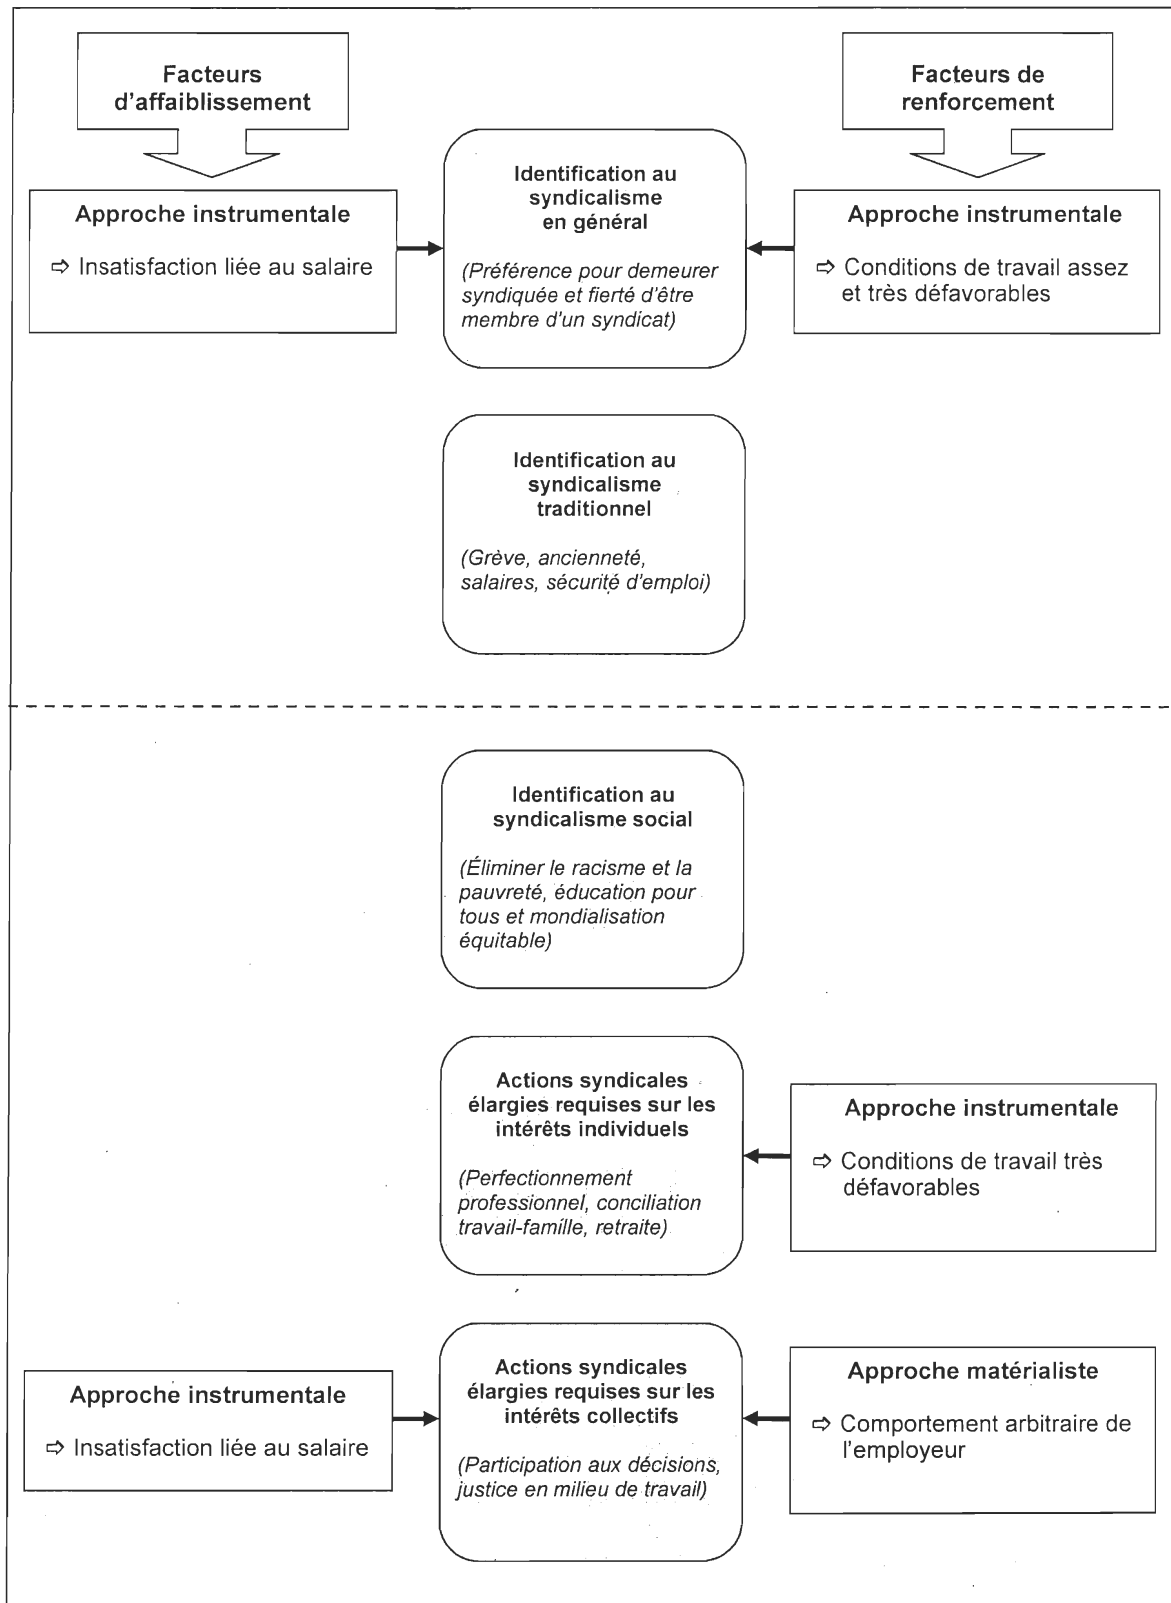 Facteurs
d'affaiblissement
Facteurs de
renforcement
Approche instrumentale
⇨ Insatisfaction liée au salaire
Identification au
syndicalisme
en général
(Préférence pour demeurer
syndiquée et fierté d'être
membre d'un syndicat)
Approche instrumentale
⇨ Conditions de travail assez
et très défavorables
Identification au
syndicalisme
traditionnel
(Grève, ancienneté,
salaires, sécurité d'emploi)
Identification au
syndicalisme social
(Éliminer le racisme et la
pauvreté, éducation pour
tous et mondialisation
équitable)
Actions syndicales
élargies requises sur les
intérêts individuels
(Perfectionnement
professionnel, conciliation
travail-famille, retraite)
Approche instrumentale
⇨ Conditions de travail très
défavorables
Approche instrumentale
⇨ Insatisfaction liée au salaire
Actions syndicales
élargies requises sur les
intérêts collectifs
(Participation aux décisions,
justice en milieu de travail)
Approche matérialiste
⇨ Comportement arbitraire de
l'employeur